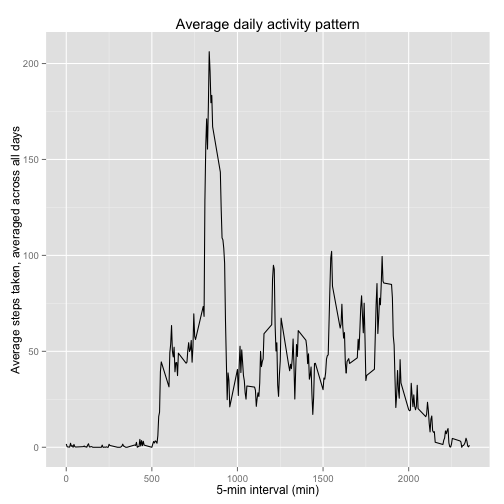 Average daily activity pattern
Average steps taken, averaged across all days
200
150
100
50
0
0 500 1000 1500 2000
5-min interval (min)